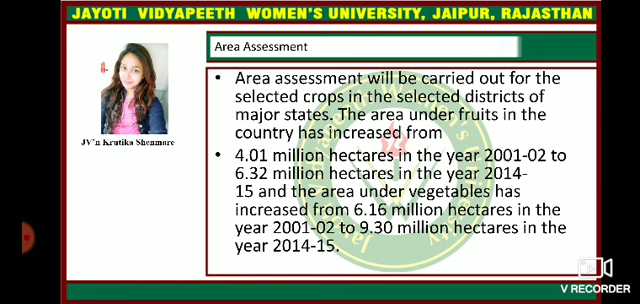 JAYOTI VIDYAPEETH WOMEN'S UNIVERSITY, JAIPUR, RAJASTHAN
Area Assessment
JV'n Krutika Shenmare
• Area assessment will be carried out for the
selected crops in the selected districts of
major states. The area under fruits in the
country has increased from
• 4.01 million hectares in the year 2001-02 to
6.32 million hectares in the year 2014-
15 and the area under vegetables has
increased from 6.16 million hectares in the
year 2001-02 to 9.30 million hectares in the
year 2014-15.
V RECORDER